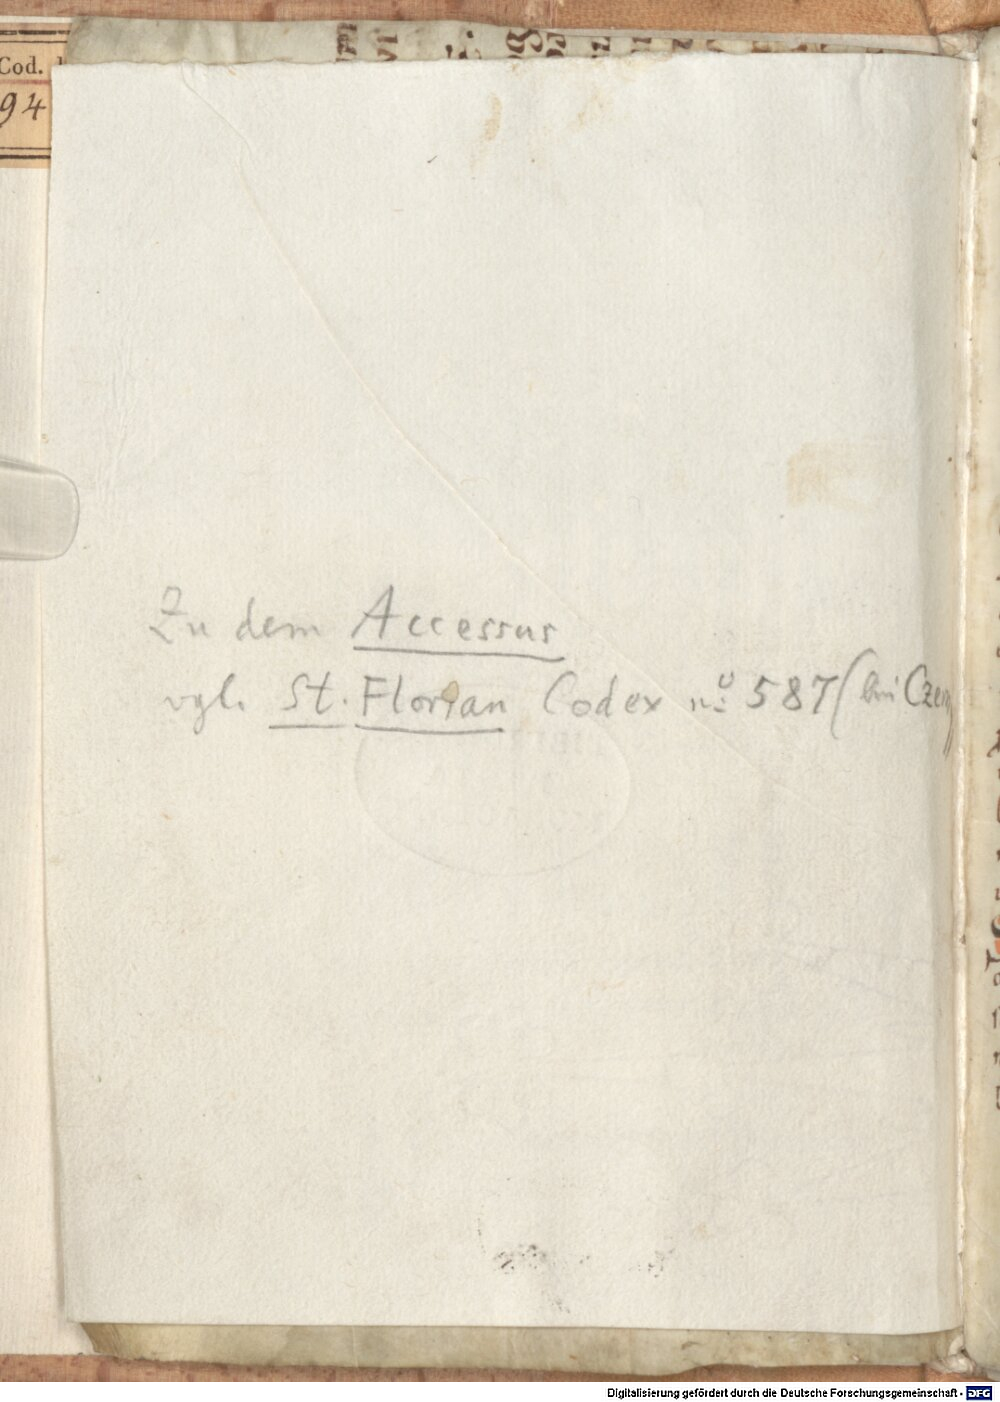 Cod.
94
Zu dem Accessus
vgl. St. Florian Codex no 587 (bei Czerny
Digitalisierung gefördert durch die Deutsche Forschungsgemeinschaft - DFG